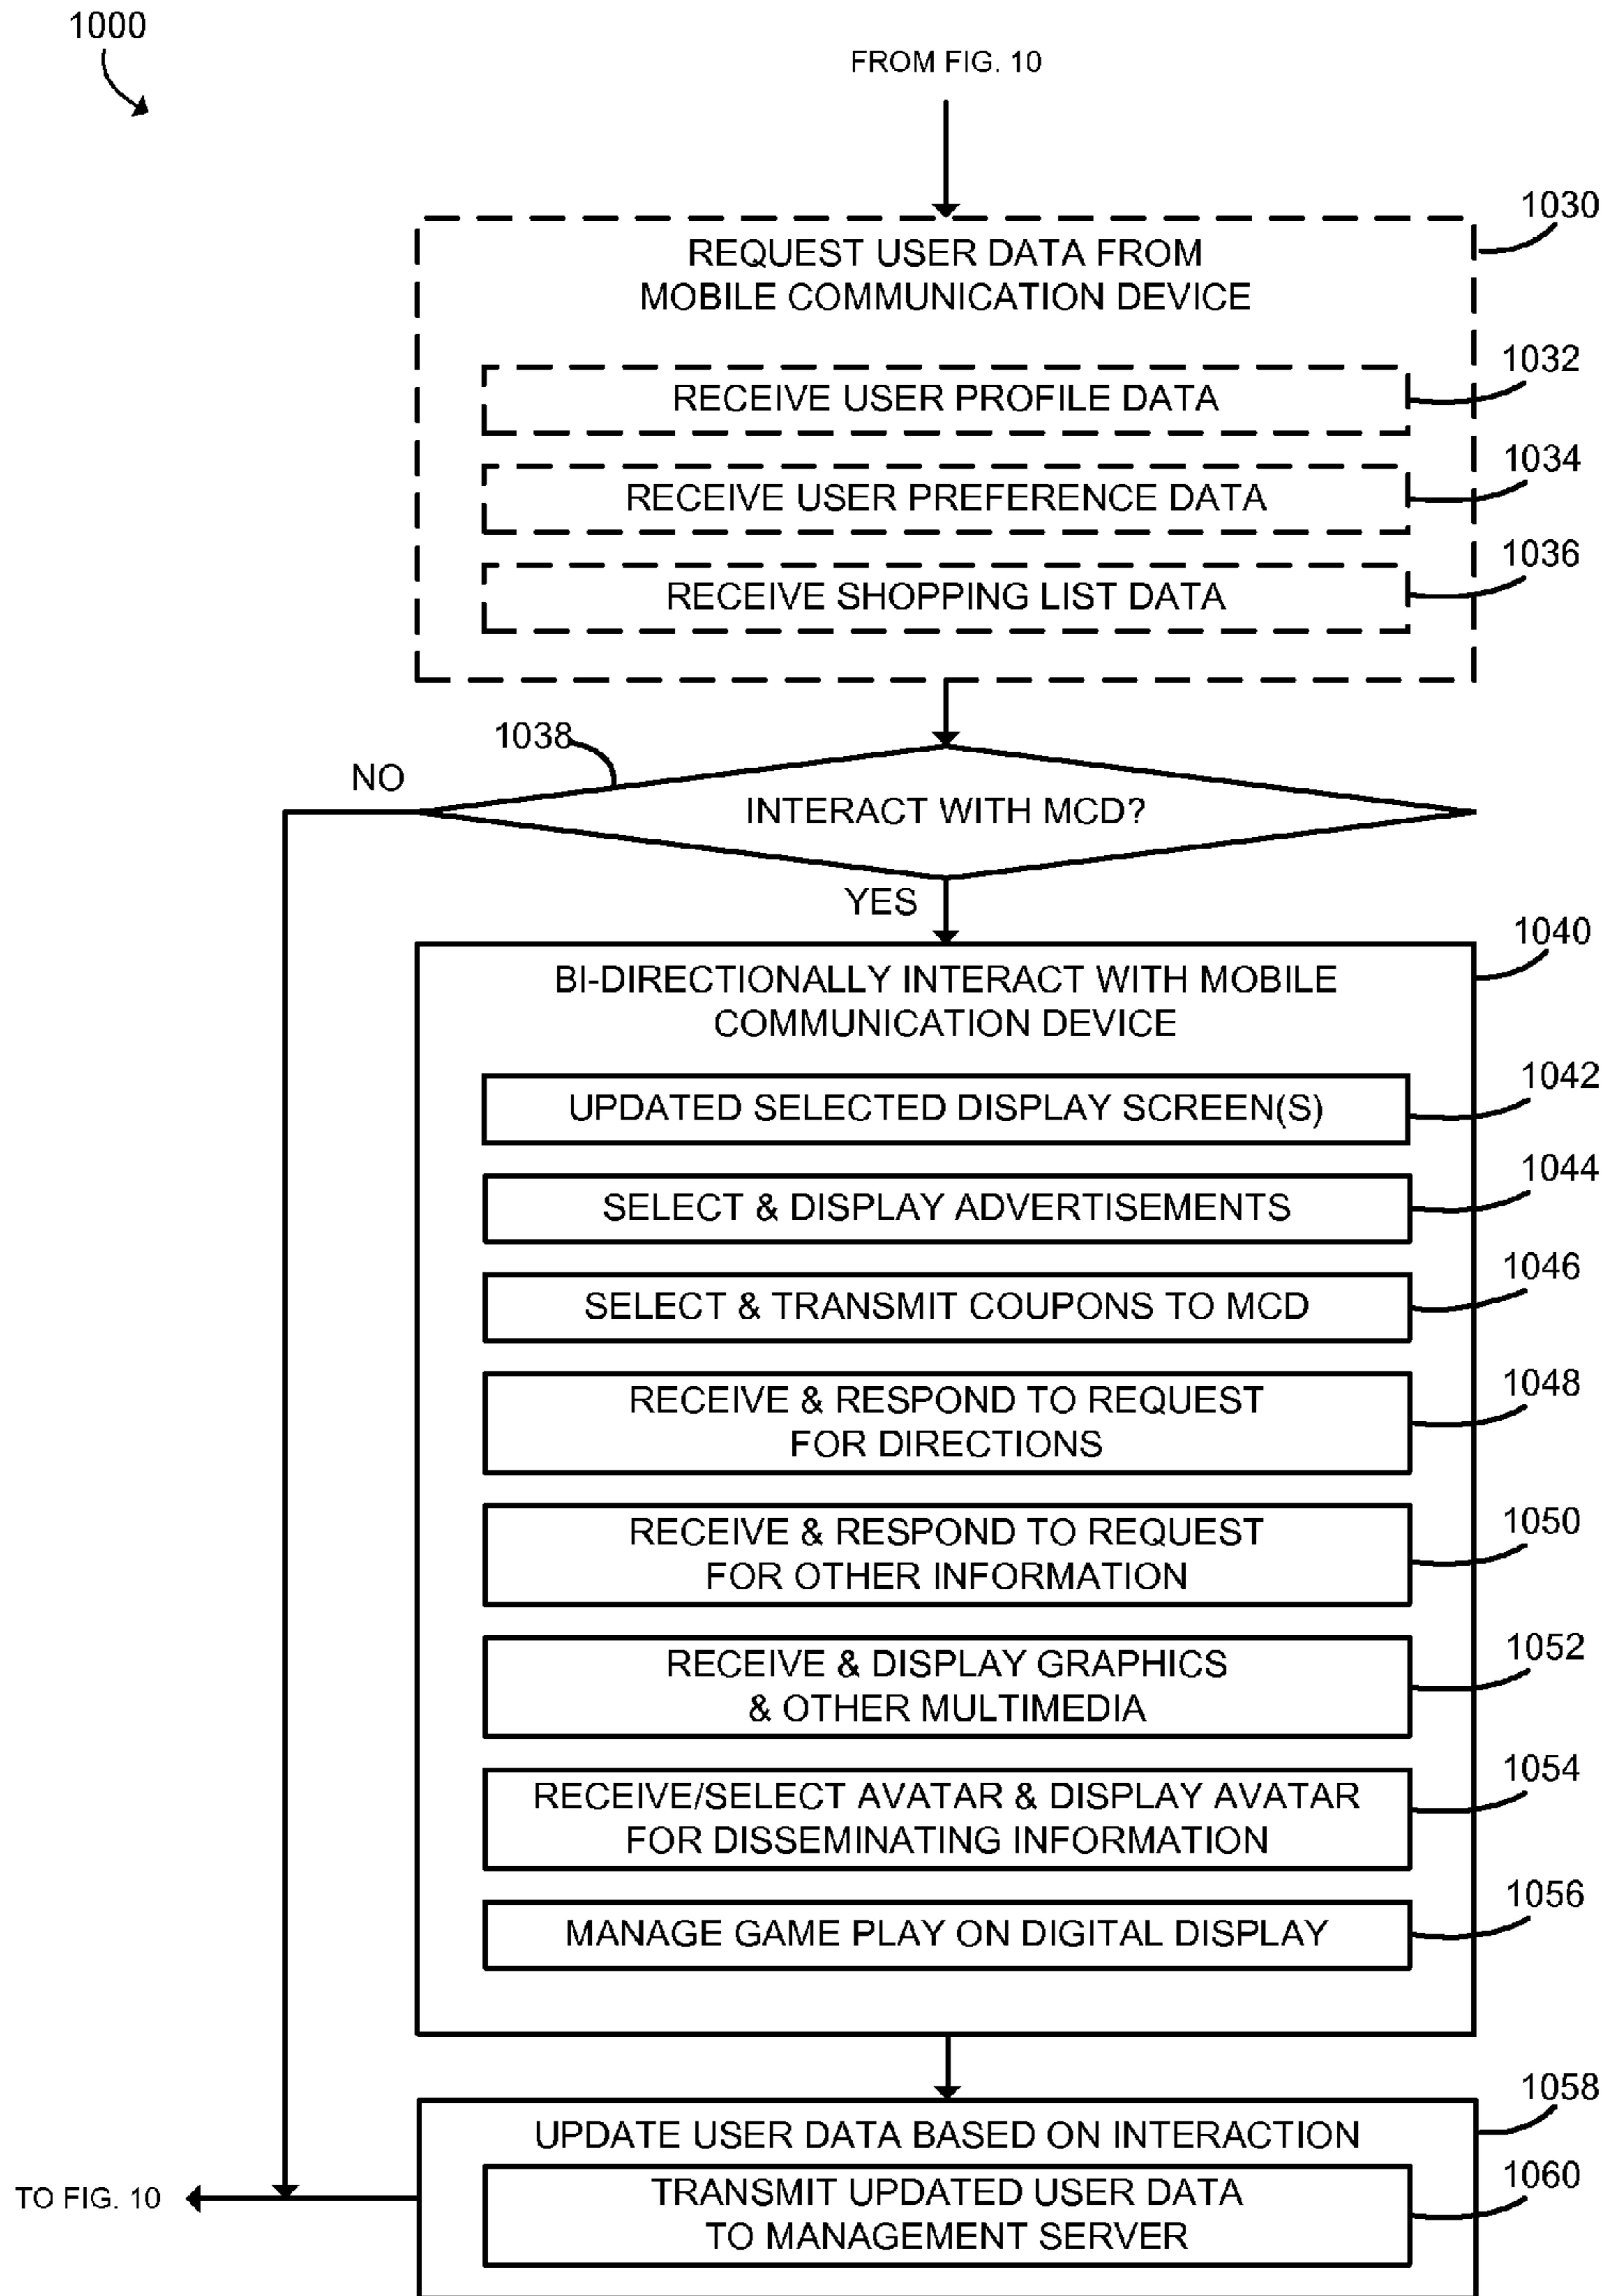 1000
FROM FIG. 10
1030
REQUEST USER DATA FROM
MOBILE COMMUNICATION DEVICE
1032
RECEIVE USER PROFILE DATA
1034
RECEIVE USER PREFERENCE DATA
1036
RECEIVE SHOPPING LIST DATA
1038
NO
INTERACT WITH MCD?
YES
1040
BI-DIRECTIONALLY INTERACT WITH MOBILE
COMMUNICATION DEVICE
1042
UPDATED SELECTED DISPLAY SCREEN(S)
1044
SELECT & DISPLAY ADVERTISEMENTS
1046
SELECT & TRANSMIT COUPONS TO MCD
1048
RECEIVE & RESPOND TO REQUEST
FOR DIRECTIONS
1050
RECEIVE & RESPOND TO REQUEST
FOR OTHER INFORMATION
1052
RECEIVE & DISPLAY GRAPHICS
& OTHER MULTIMEDIA
1054
RECEIVE/SELECT AVATAR & DISPLAY AVATAR
FOR DISSEMINATING INFORMATION
1056
MANAGE GAME PLAY ON DIGITAL DISPLAY
1058
UPDATE USER DATA BASED ON INTERACTION
1060
TRANSMIT UPDATED USER DATA
TO MANAGEMENT SERVER
TO FIG. 10